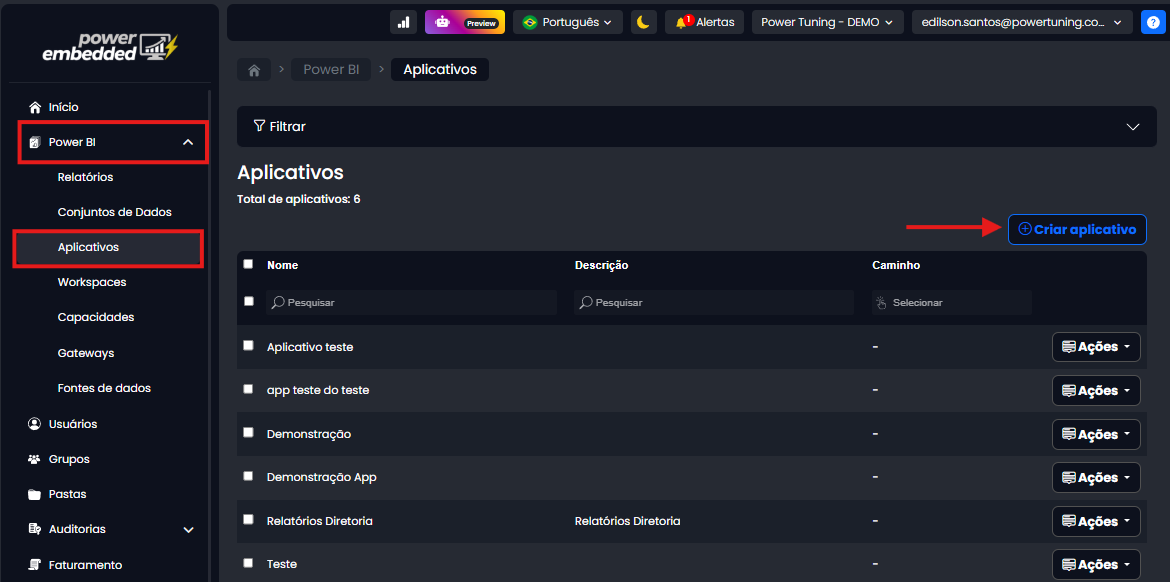 power
embedded
Preview
Português
1
Alertas
Power Tuning - DEMO
edilson.santos@powertuning.co...
?
Início
Power BI
Relatórios
Conjuntos de Dados
Aplicativos
Workspaces
Capacidades
Gateways
Fontes de dados
Usuários
Grupos
Pastas
Auditorias
Faturamento
Power BI
Aplicativos
Filtrar
Aplicativos
Total de aplicativos: 6
Criar aplicativo
Nome Descrição Caminho
Pesquisar Pesquisar Selecionar
Aplicativo teste - Ações
app teste do teste - Ações
Demonstração - Ações
Demonstração App - Ações
Relatórios Diretoria Relatórios Diretoria - Ações
Teste - Ações